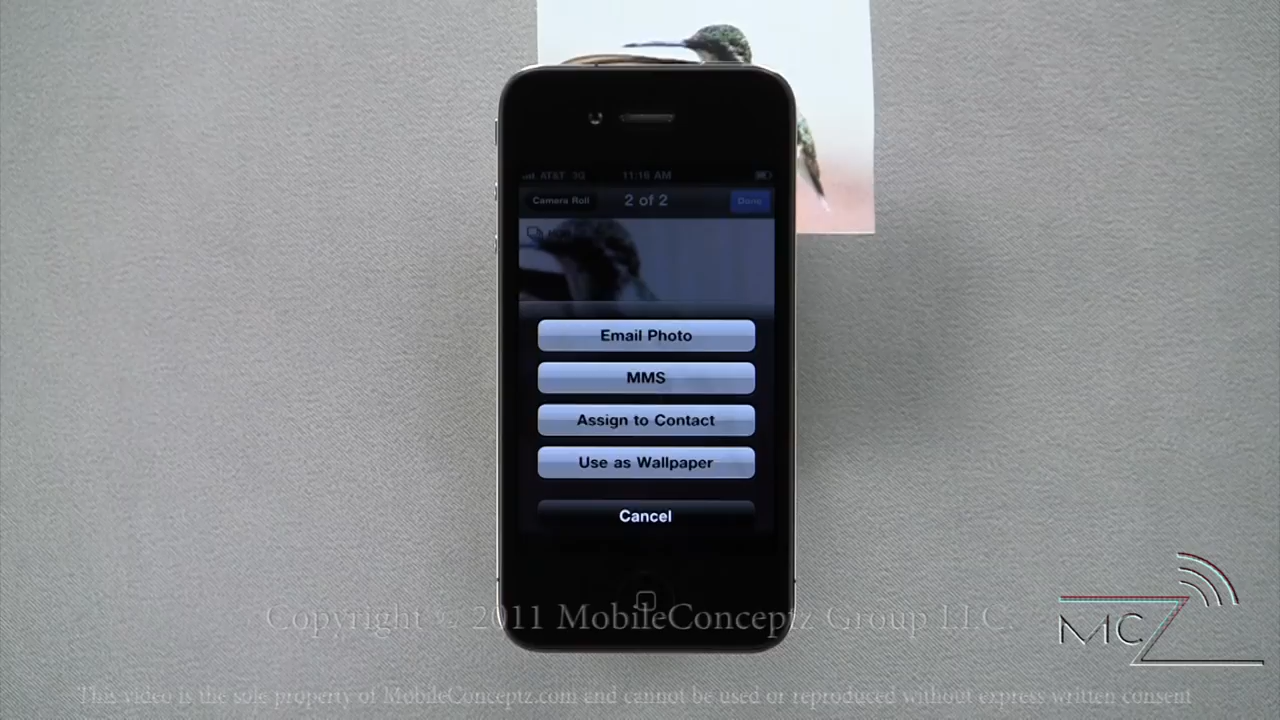 AT&T 3G 11:18 AM
Camera Roll 2 of 2 Done
Email Photo
MMS
Assign to Contact
Use as Wallpaper
Cancel
Copyright © 2011 MobileConceptz Group LLC.
MCZ
This video is the sole property of MobileConceptz.com and cannot be used or reproduced without express written consent